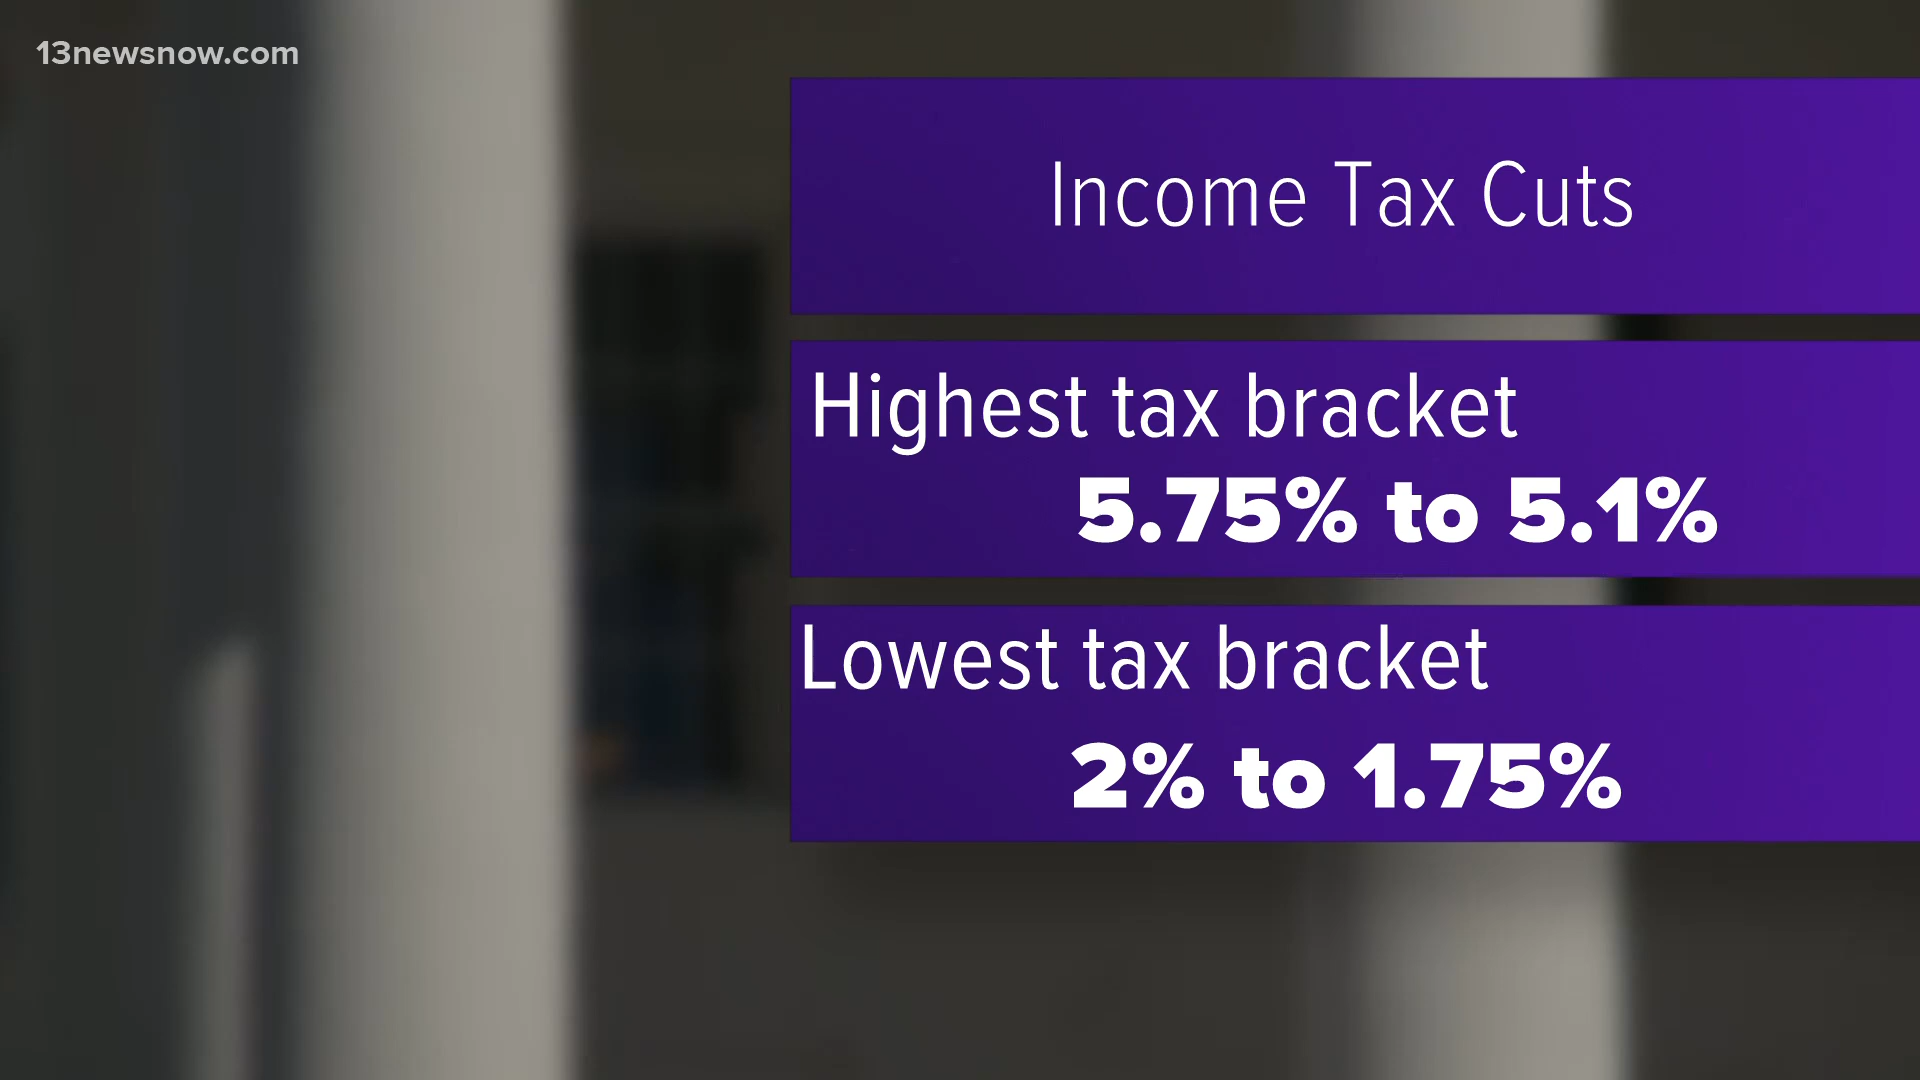 13newsnow.com
Income Tax Cuts
Highest tax bracket
5.75% to 5.1%
Lowest tax bracket
2% to 1.75%